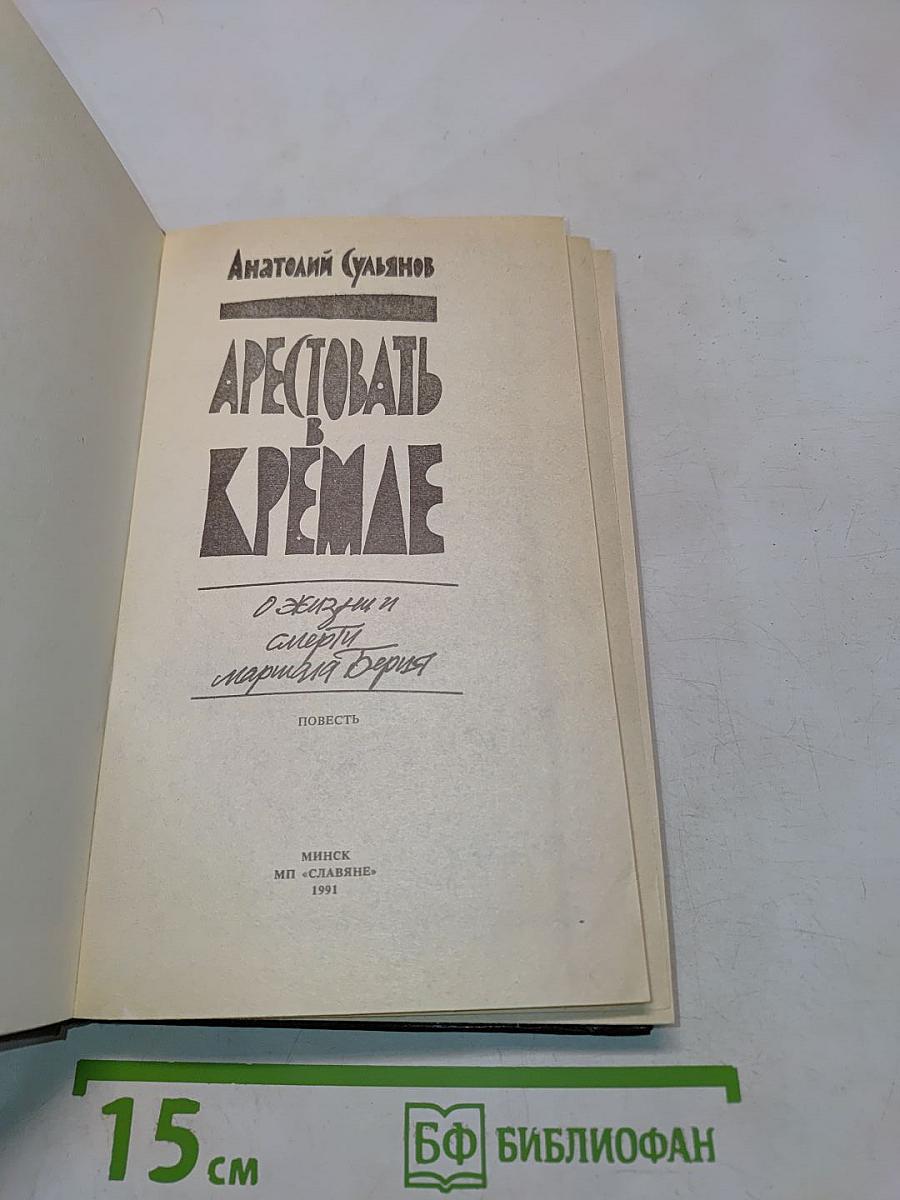 Анатолий Сульянов
АРЕСТОВАТЬ
В
КРЕМЛЕ
о жизни и
смерти
маршала Берия
ПОВЕСТЬ
МИНСК
МП «СЛАВЯНЕ»
1991
15 см
БФ БИБЛИОФАН